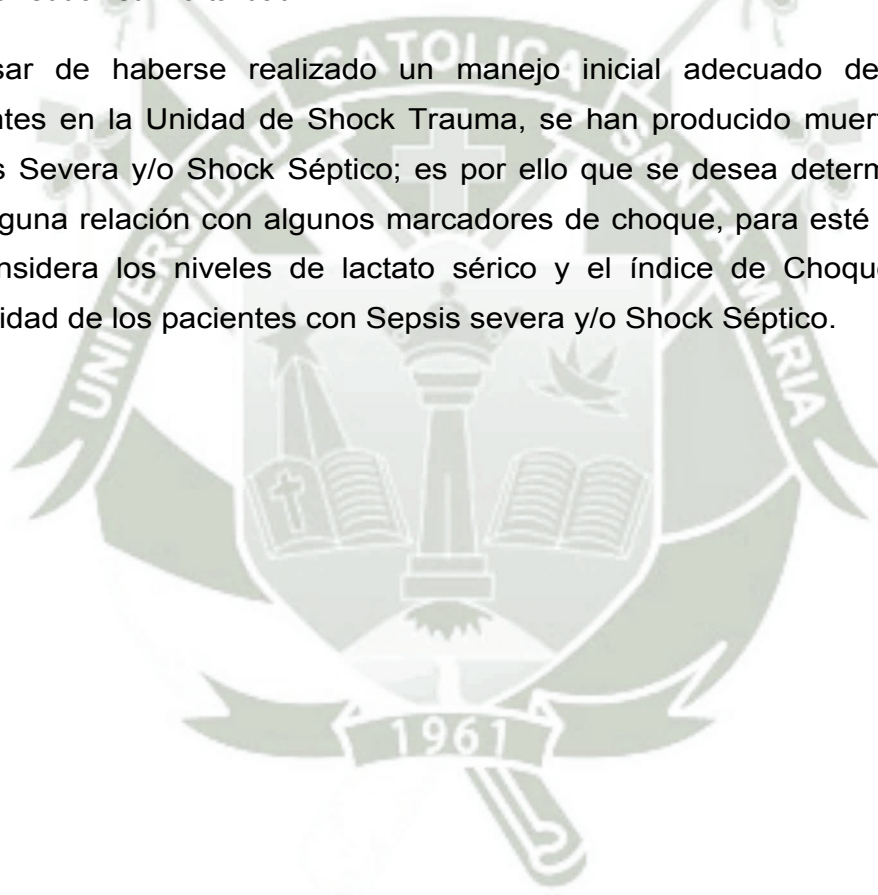 sar de haberse realizado un manejo inicial adecuado de
ntes en la Unidad de Shock Trauma, se han producido muert
s Severa y/o Shock Séptico; es por ello que se desea determ
guna relación con algunos marcadores de choque, para esté
nsidera los niveles de lactato sérico y el índice de Choque
idad de los pacientes con Sepsis severa y/o Shock Séptico.
UNIVERSIDAD CATOLICA SANTA MARIA
1961